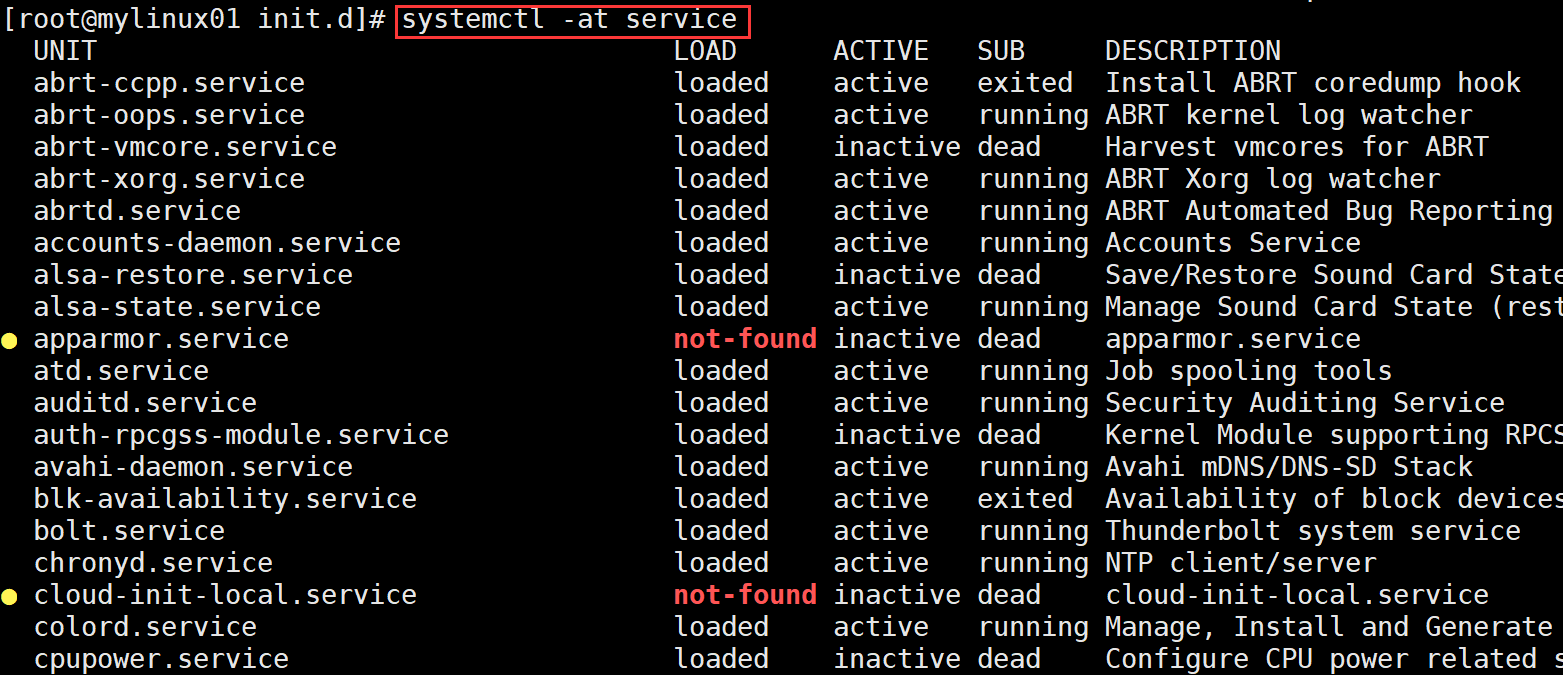 [root@mylinux01 init.d]# systemctl -at service
UNIT LOAD ACTIVE SUB DESCRIPTION
abrt-ccpp.service loaded active exited Install ABRT coredump hook
abrt-oops.service loaded active running ABRT kernel log watcher
abrt-vmcore.service loaded inactive dead Harvest vmcores for ABRT
abrt-xorg.service loaded active running ABRT Xorg log watcher
abrtd.service loaded active running ABRT Automated Bug Reporting
accounts-daemon.service loaded active running Accounts Service
alsa-restore.service loaded inactive dead Save/Restore Sound Card State
alsa-state.service loaded active running Manage Sound Card State (rest
● apparmor.service not-found inactive dead apparmor.service
atd.service loaded active running Job spooling tools
auditd.service loaded active running Security Auditing Service
auth-rpcgss-module.service loaded inactive dead Kernel Module supporting RPCS
avahi-daemon.service loaded active running Avahi mDNS/DNS-SD Stack
blk-availability.service loaded active exited Availability of block devices
bolt.service loaded active running Thunderbolt system service
chronyd.service loaded active running NTP client/server
● cloud-init-local.service not-found inactive dead cloud-init-local.service
colord.service loaded active running Manage, Install and Generate
cpupower.service loaded inactive dead Configure CPU power related s